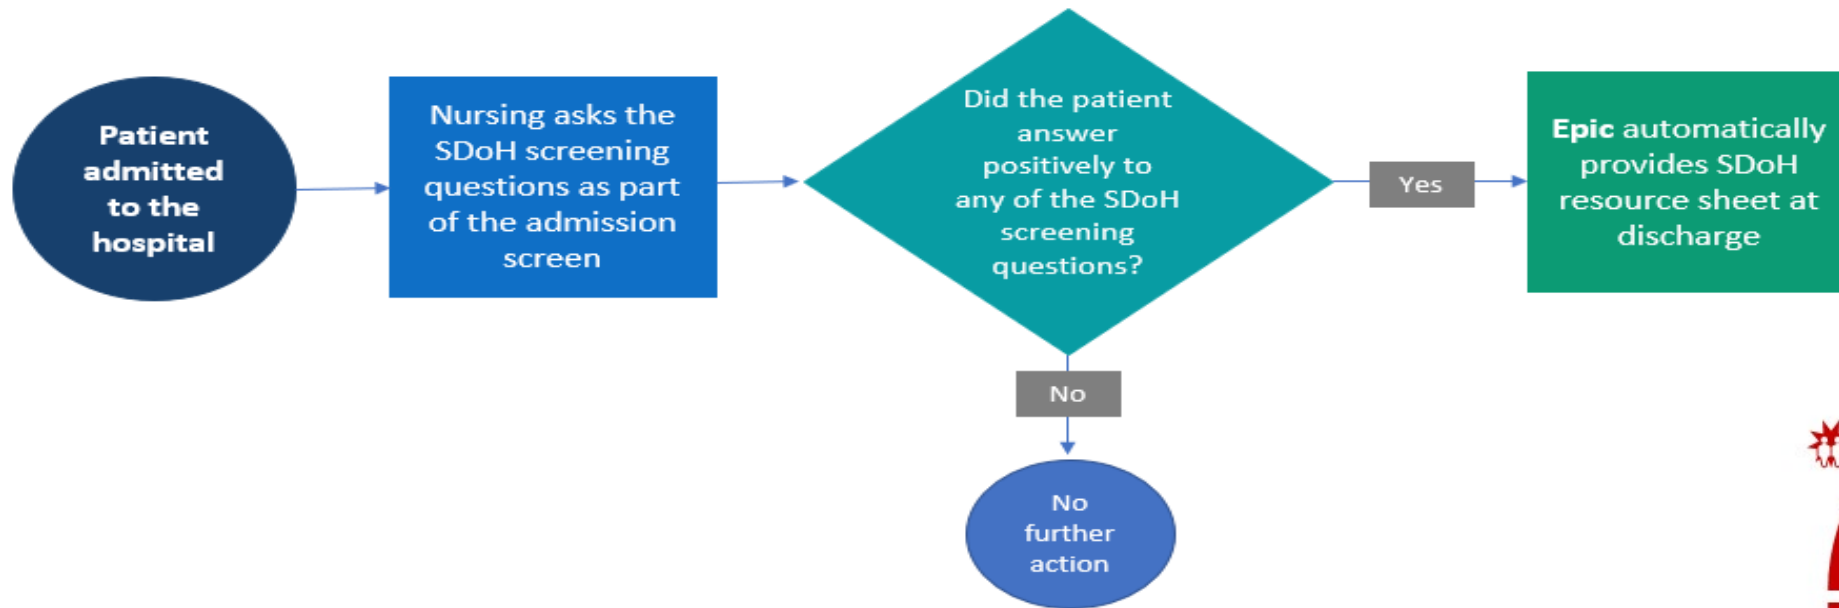 Patient
admitted
to the
hospital
Nursing asks the
SDoH screening
questions as part
of the admission
screen
Did the patient
answer
positively to
any of the SDoH
screening
questions?
Yes
Epic automatically
provides SDoH
resource sheet at
discharge
No
No
further
action